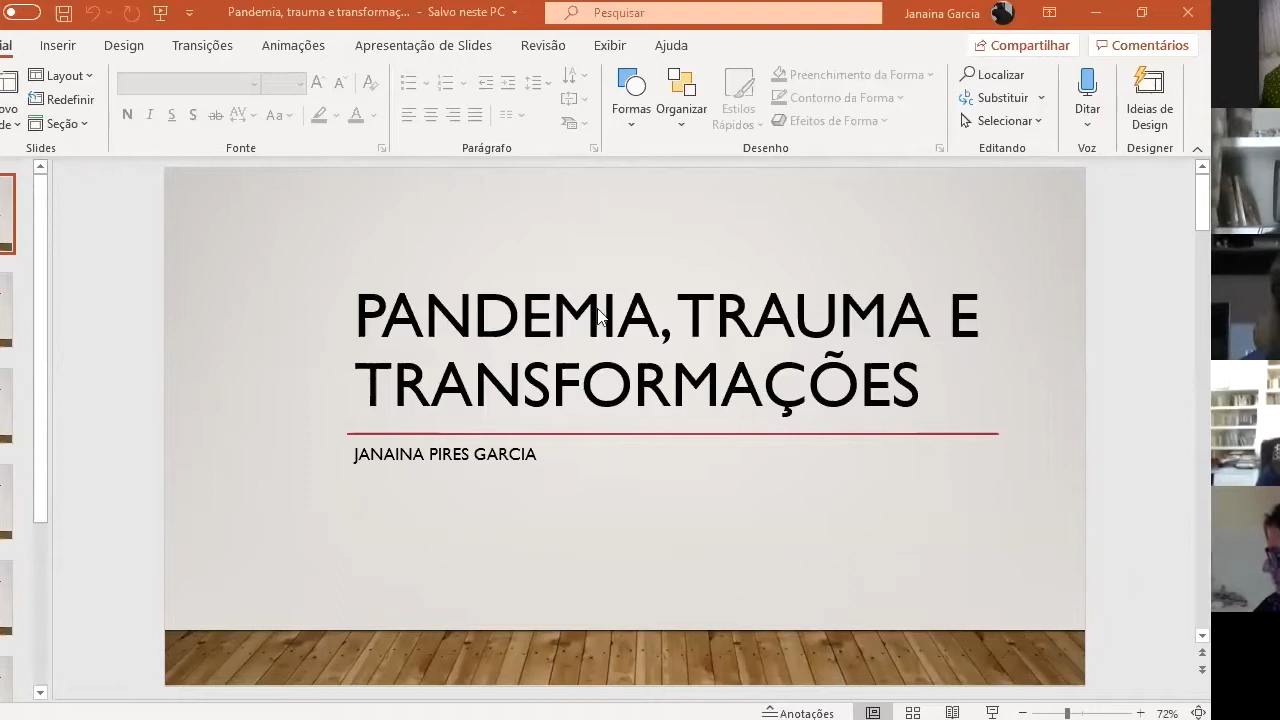 Pandemia, trauma e transformaç... - Salvo neste PC
Pesquisar
Janaina Garcia
Inserir
Design
Transições
Animações
Apresentação de Slides
Revisão
Exibir
Ajuda
Compartilhar
Comentários
Layout
Redefinir
Seção
Slides
N I S S ab AV Aa A
Fonte
Parágrafo
Formas
Organizar
Estilos
Rápidos
Preenchimento da Forma
Contorno da Forma
Efeitos de Forma
Desenho
Localizar
Substituir
Selecionar
Editando
Ditar
Voz
Ideias de
Design
Designer
PANDEMIA, TRAUMA E
TRANSFORMAÇÕES
JANAINA PIRES GARCIA
Anotações
72%